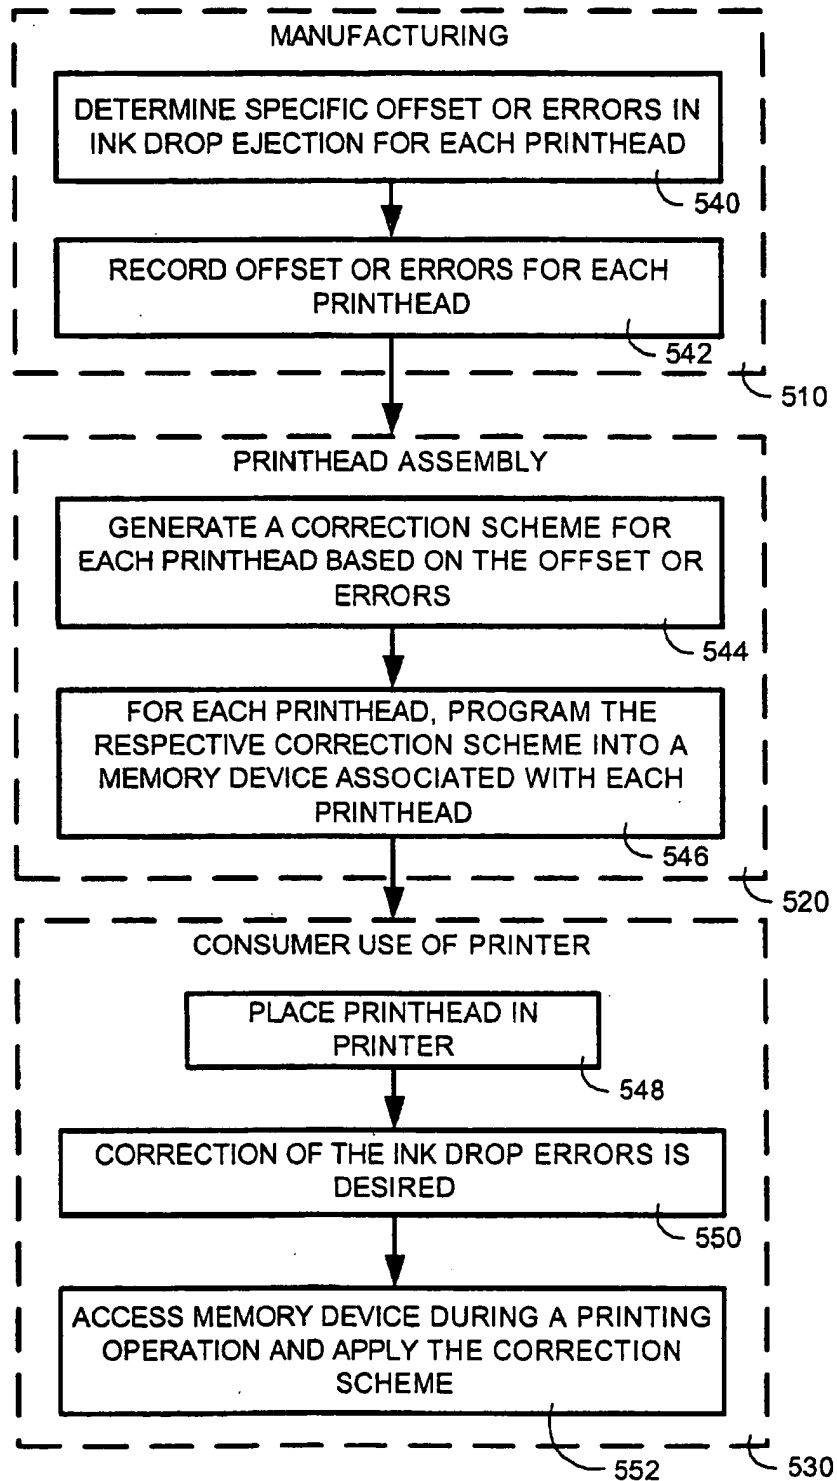 MANUFACTURING
DETERMINE SPECIFIC OFFSET OR ERRORS IN
INK DROP EJECTION FOR EACH PRINTHEAD
540
RECORD OFFSET OR ERRORS FOR EACH
PRINTHEAD
542
510
PRINTHEAD ASSEMBLY
GENERATE A CORRECTION SCHEME FOR
EACH PRINTHEAD BASED ON THE OFFSET OR
ERRORS
544
FOR EACH PRINTHEAD, PROGRAM THE
RESPECTIVE CORRECTION SCHEME INTO A
MEMORY DEVICE ASSOCIATED WITH EACH
PRINTHEAD
546
520
CONSUMER USE OF PRINTER
PLACE PRINTHEAD IN
PRINTER
548
CORRECTION OF THE INK DROP ERRORS IS
DESIRED
550
ACCESS MEMORY DEVICE DURING A PRINTING
OPERATION AND APPLY THE CORRECTION
SCHEME
552
530